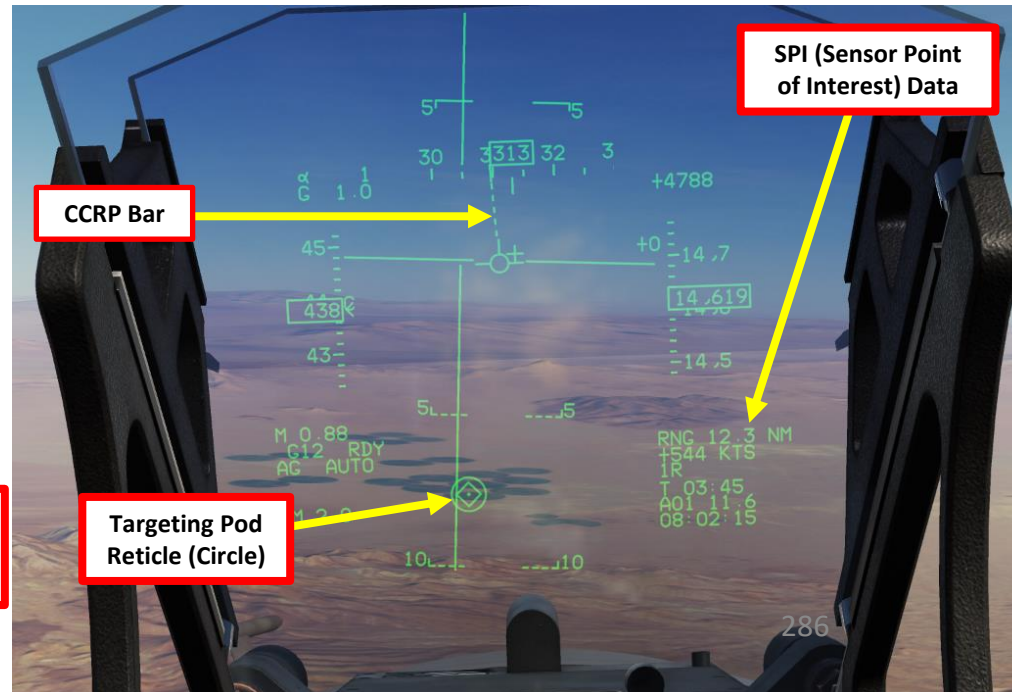 SPI (Sensor Point
of Interest) Data
5 5
30 3 313 32 3
α 1
G 1.0
+4788
CCRP Bar
45
+0
14,7
438
14,619
43
14,5
5 5
M 0.88
G12 RDY
AG AUTO
RNG 12.3 NM
+544 KTS
1R
T 03:45
A01 11.6
08:02:15
Targeting Pod
Reticle (Circle)
10 10
286